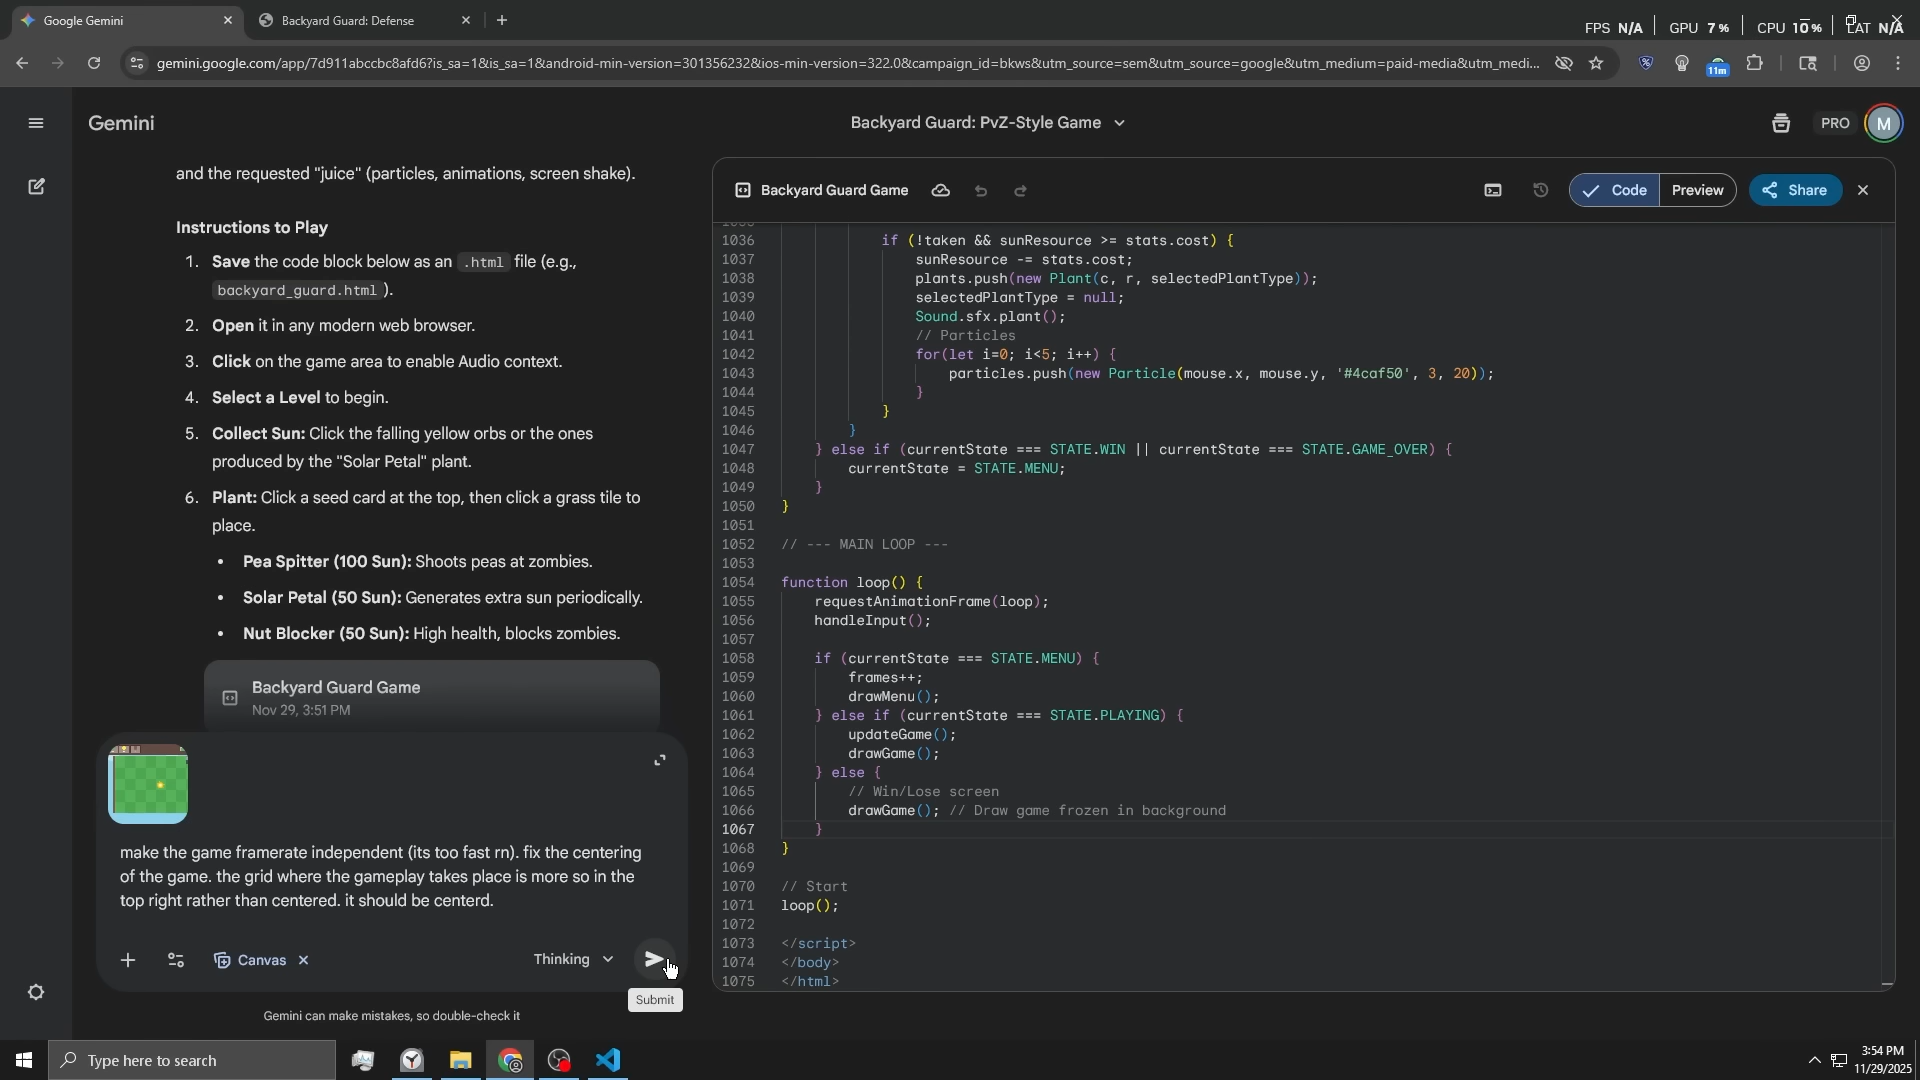 Google Gemini
Backyard Guard: Defense
FPS N/A GPU 7% CPU 10% LAT N/A
gemini.google.com/app/7d911abccbc8afd6?is_sa=1&is_sa=1&android-min-version=301356232&ios-min-version=322.0&campaign_id=bkws&utm_source=sem&utm_source=google&utm_medium=paid-media&utm_medi...
11m
Gemini
Backyard Guard: PvZ-Style Game
PRO
M
and the requested "juice" (particles, animations, screen shake).
Instructions to Play
1. Save the code block below as an .html file (e.g.,
backyard_guard.html ).
2. Open it in any modern web browser.
3. Click on the game area to enable Audio context.
4. Select a Level to begin.
5. Collect Sun: Click the falling yellow orbs or the ones
produced by the "Solar Petal" plant.
6. Plant: Click a seed card at the top, then click a grass tile to
place.
• Pea Spitter (100 Sun): Shoots peas at zombies.
• Solar Petal (50 Sun): Generates extra sun periodically.
• Nut Blocker (50 Sun): High health, blocks zombies.
Backyard Guard Game
Nov 29, 3:51 PM
make the game framerate independent (its too fast rn). fix the centering
of the game. the grid where the gameplay takes place is more so in the
top right rather than centered. it should be centerd.
Canvas
Thinking
Submit
Gemini can make mistakes, so double-check it
Backyard Guard Game
Code
Preview
Share
1036 if (!taken && sunResource >= stats.cost) {
1037 sunResource -= stats.cost;
1038 plants.push(new Plant(c, r, selectedPlantType));
1039 selectedPlantType = null;
1040 Sound.sfx.plant();
1041 // Particles
1042 for(let i=0; i<5; i++) {
1043 particles.push(new Particle(mouse.x, mouse.y, '#4caf50', 3, 20));
1044 }
1045 }
1046 }
1047 } else if (currentState === STATE.WIN || currentState === STATE.GAME_OVER) {
1048 currentState = STATE.MENU;
1049 }
1050 }
1051
1052 // --- MAIN LOOP ---
1053
1054 function loop() {
1055 requestAnimationFrame(loop);
1056 handleInput();
1057
1058 if (currentState === STATE.MENU) {
1059 frames++;
1060 drawMenu();
1061 } else if (currentState === STATE.PLAYING) {
1062 updateGame();
1063 drawGame();
1064 } else {
1065 // Win/Lose screen
1066 drawGame(); // Draw game frozen in background
1067 }
1068 }
1069
1070 // Start
1071 loop();
1072
1073 </script>
1074 </body>
1075 </html>
Type here to search
3:54 PM
11/29/2025